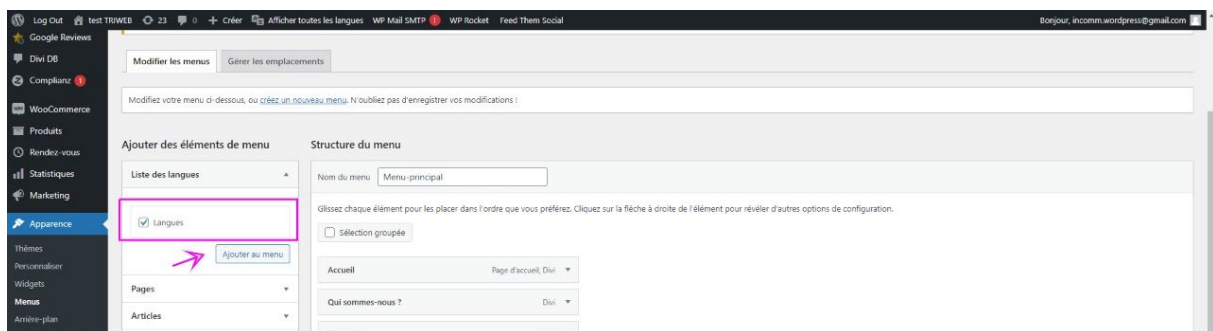 Log Out test TRIWEB 23 0 + Créer Afficher toutes les langues WP Mail SMTP 1 WP Rocket Feed Them Social Bonjour, incomm.wordpress@gmail.com
Google Reviews
Divi DB
Complianz 1
WooCommerce
Produits
Rendez-vous
Statistiques
Marketing
Apparence
Thèmes
Personnaliser
Widgets
Menus
Arrière-plan
Modifier les menus Gérer les emplacements
Modifiez votre menu ci-dessous, ou créez un nouveau menu. N'oubliez pas d'enregistrer vos modifications !
Ajouter des éléments de menu
Liste des langues
Langues
Ajouter au menu
Pages
Articles
Structure du menu
Nom du menu Menu-principal
Glissez chaque élément pour les placer dans l'ordre que vous préférez. Cliquez sur la flèche à droite de l'élément pour révéler d'autres options de configuration.
Sélection groupée
Accueil Page d'accueil, Divi
Qui sommes-nous ? Divi